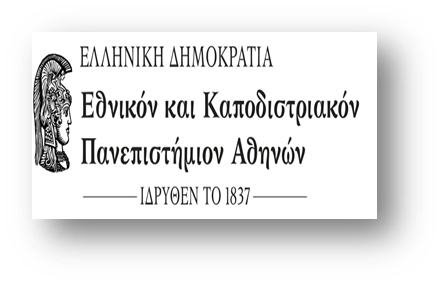 ΕΛΛΗΝΙΚΗ ΔΗΜΟΚΡΑΤΙΑ
Εθνικόν και Καποδιστριακόν
Πανεπιστήμιον Αθηνών
ΙΔΡΥΘΕΝ ΤΟ 1837